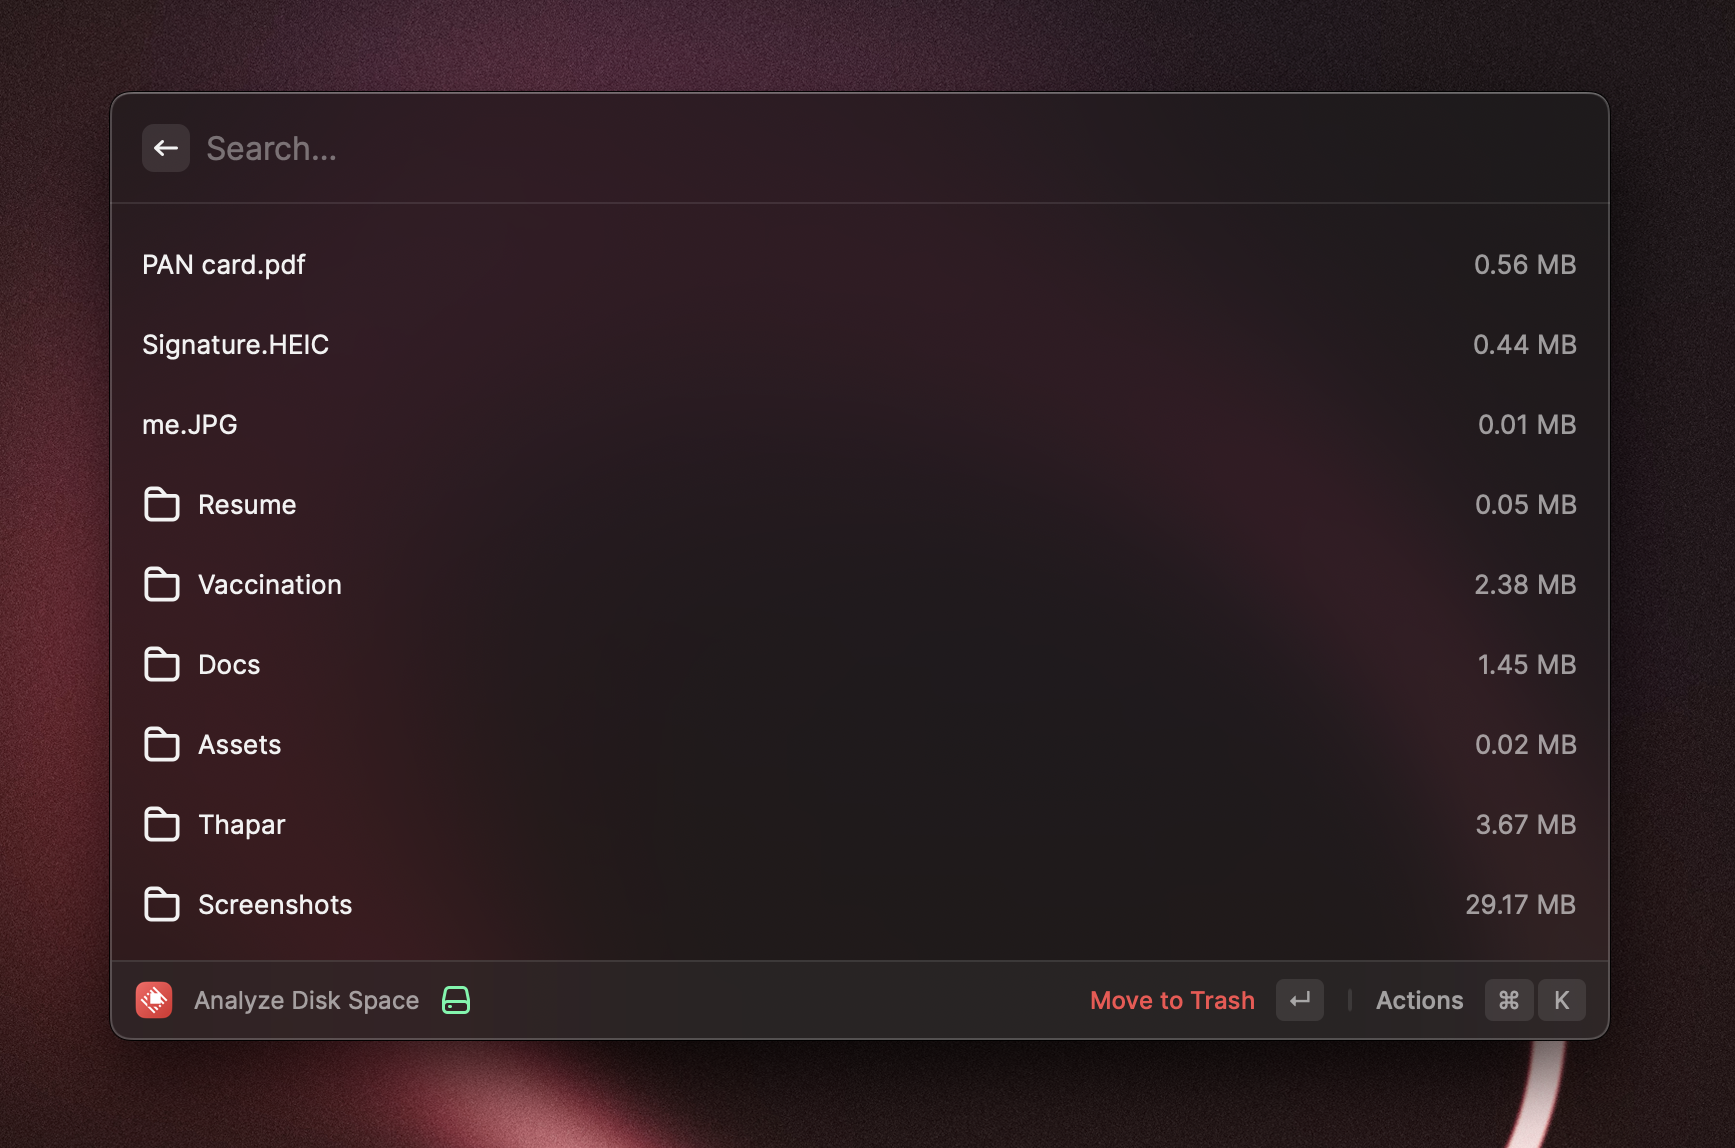 Search...
PAN card.pdf 0.56 MB
Signature.HEIC 0.44 MB
me.JPG 0.01 MB
Resume 0.05 MB
Vaccination 2.38 MB
Docs 1.45 MB
Assets 0.02 MB
Thapar 3.67 MB
Screenshots 29.17 MB
Analyze Disk Space Move to Trash ↵ Actions ⌘ K